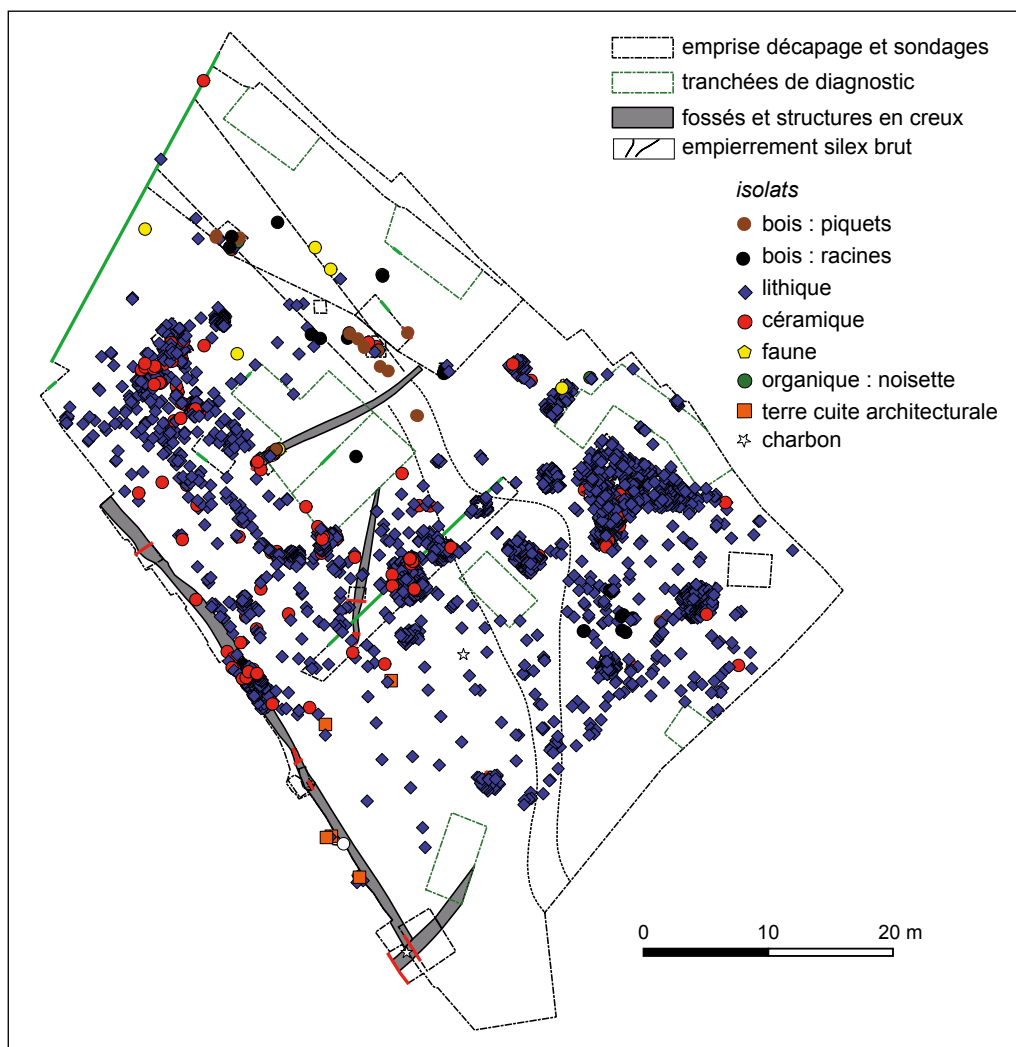 emprise décapage et sondages
tranchées de diagnostic
fossés et structures en creux
empierrement silex brut
isolats
bois : piquets
bois : racines
lithique
céramique
faune
organique : noisette
terre cuite architecturale
charbon
0 10 20 m